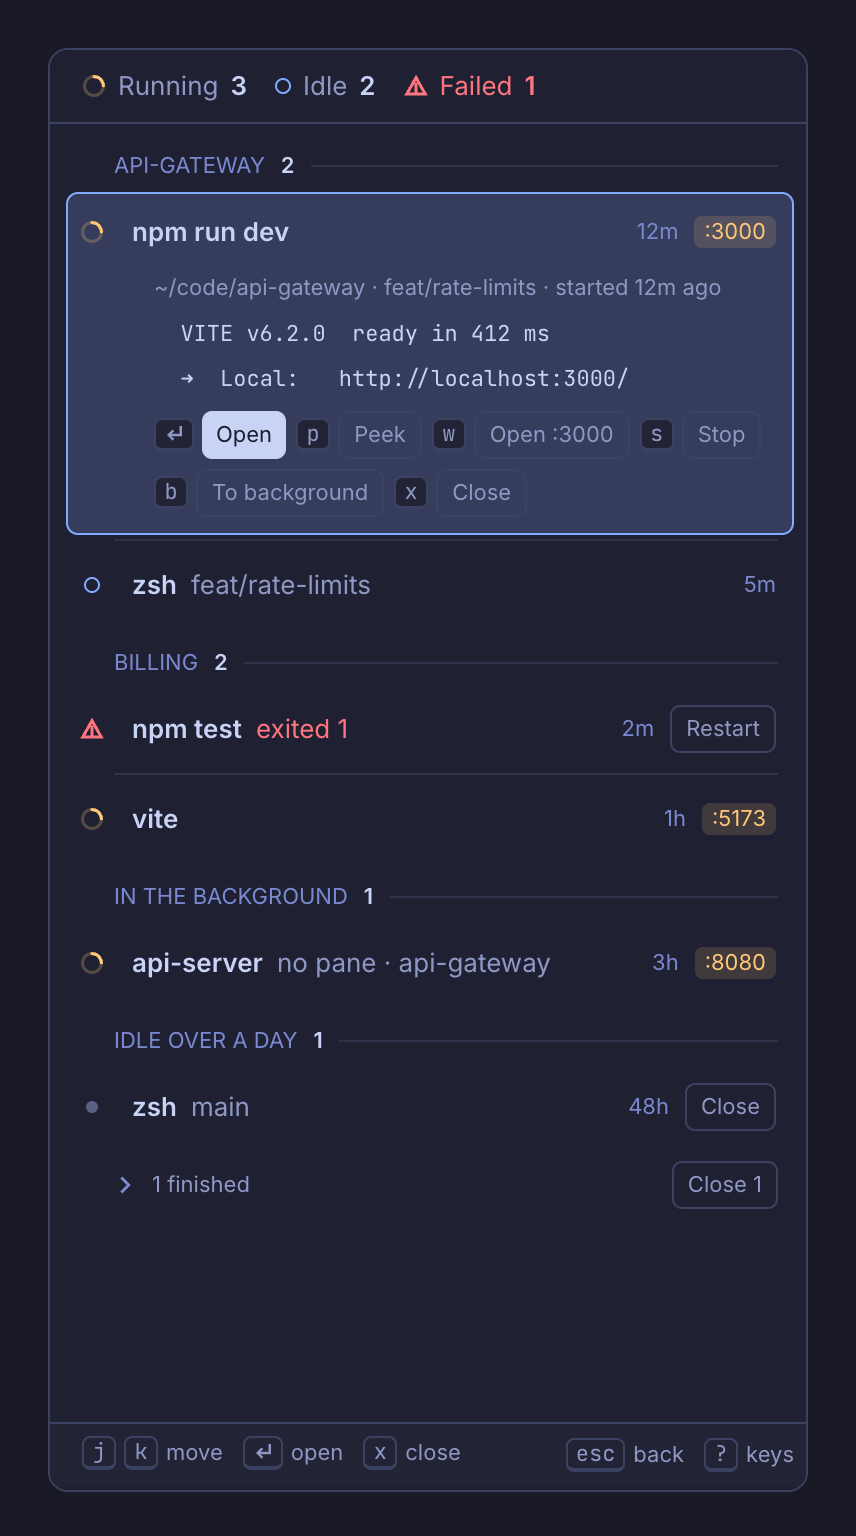 Running 3 Idle 2 Failed 1
API-GATEWAY 2
npm run dev 12m :3000
~/code/api-gateway · feat/rate-limits · started 12m ago
VITE v6.2.0  ready in 412 ms
➜  Local:   http://localhost:3000/
↵ Open p Peek w Open :3000 s Stop
b To background x Close
zsh feat/rate-limits 5m
BILLING 2
npm test exited 1 2m Restart
vite 1h :5173
IN THE BACKGROUND 1
api-server no pane · api-gateway 3h :8080
IDLE OVER A DAY 1
zsh main 48h Close
1 finished Close 1
j k move ↵ open x close esc back ? keys